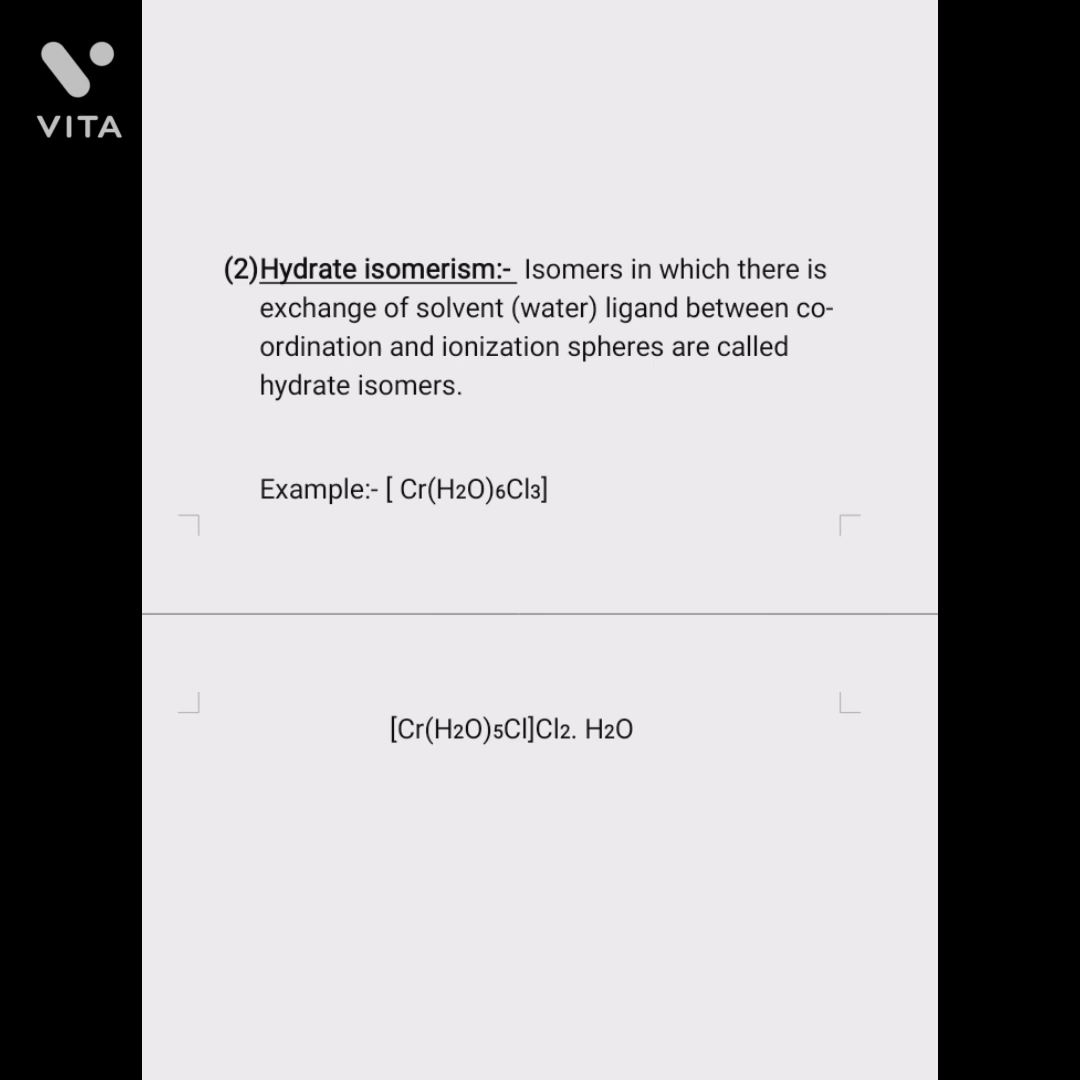 VITA
(2)Hydrate isomerism:- Isomers in which there is
exchange of solvent (water) ligand between co-
ordination and ionization spheres are called
hydrate isomers.
Example:- [ Cr(H₂O)₆Cl₃]
[Cr(H₂O)₅Cl]Cl₂. H₂O